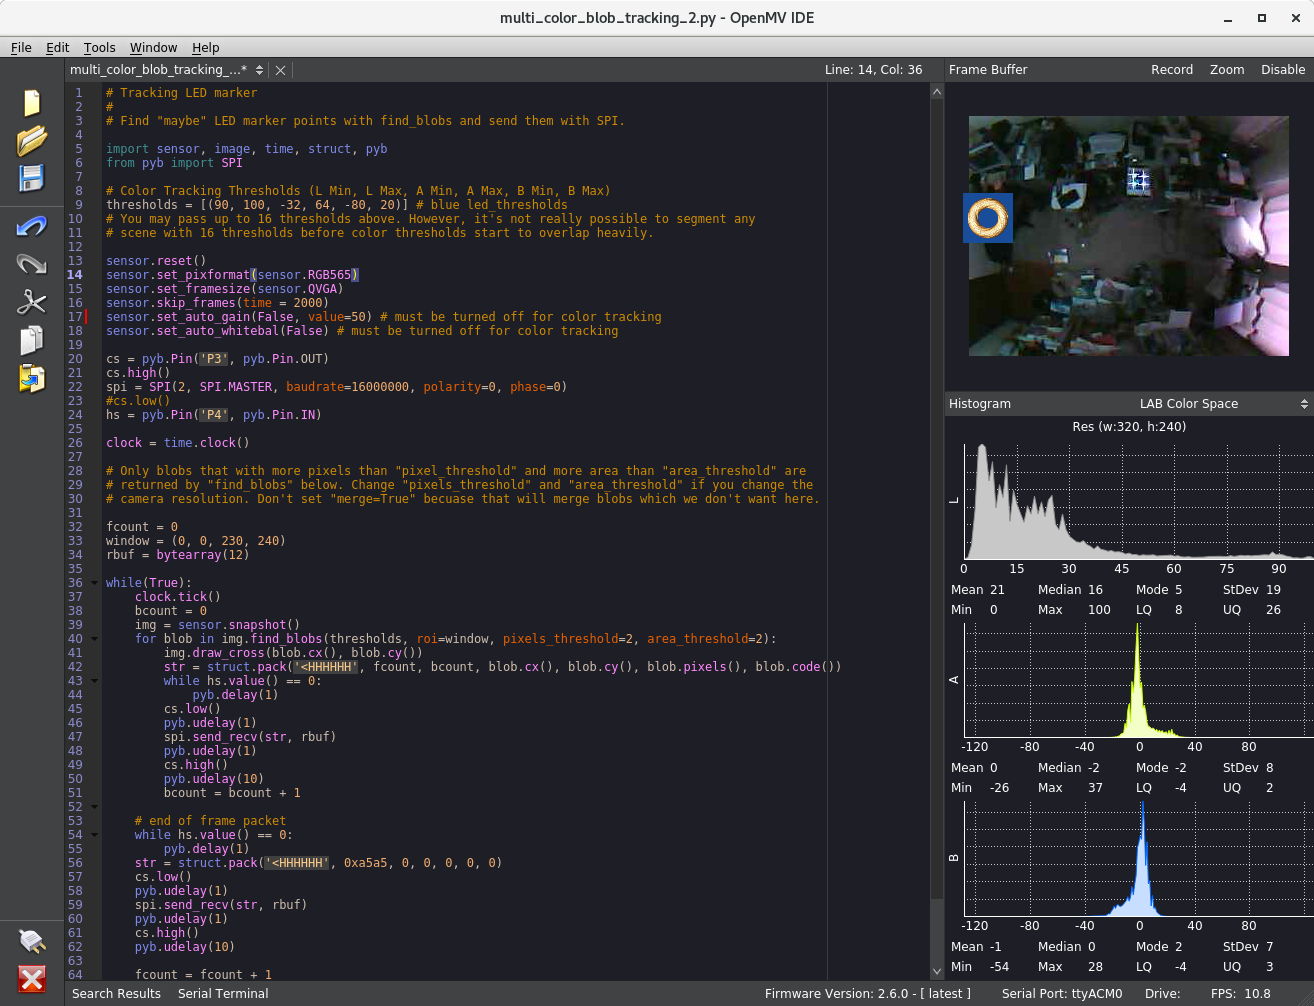 multi_color_blob_tracking_2.py - OpenMV IDE
File Edit Tools Window Help
multi_color_blob_tracking_...* Line: 14, Col: 36
Frame Buffer Record Zoom Disable
1 # Tracking LED marker
2 #
3 # Find "maybe" LED marker points with find_blobs and send them with SPI.
4
5 import sensor, image, time, struct, pyb
6 from pyb import SPI
7
8 # Color Tracking Thresholds (L Min, L Max, A Min, A Max, B Min, B Max)
9 thresholds = [(90, 100, -32, 64, -80, 20)] # blue led_thresholds
10 # You may pass up to 16 thresholds above. However, it's not really possible to segment any
11 # scene with 16 thresholds before color thresholds start to overlap heavily.
12
13 sensor.reset()
14 sensor.set_pixformat(sensor.RGB565)
15 sensor.set_framesize(sensor.QVGA)
16 sensor.skip_frames(time = 2000)
17 sensor.set_auto_gain(False, value=50) # must be turned off for color tracking
18 sensor.set_auto_whitebal(False) # must be turned off for color tracking
19
20 cs = pyb.Pin('P3', pyb.Pin.OUT)
21 cs.high()
22 spi = SPI(2, SPI.MASTER, baudrate=16000000, polarity=0, phase=0)
23 #cs.low()
24 hs = pyb.Pin('P4', pyb.Pin.IN)
25
26 clock = time.clock()
27
28 # Only blobs that with more pixels than "pixel_threshold" and more area than "area_threshold" are
29 # returned by "find_blobs" below. Change "pixels_threshold" and "area_threshold" if you change the
30 # camera resolution. Don't set "merge=True" becuase that will merge blobs which we don't want here.
31
32 fcount = 0
33 window = (0, 0, 230, 240)
34 rbuf = bytearray(12)
35
36 while(True):
37 clock.tick()
38 bcount = 0
39 img = sensor.snapshot()
40 for blob in img.find_blobs(thresholds, roi=window, pixels_threshold=2, area_threshold=2):
41 img.draw_cross(blob.cx(), blob.cy())
42 str = struct.pack('<HHHHHH', fcount, bcount, blob.cx(), blob.cy(), blob.pixels(), blob.code())
43 while hs.value() == 0:
44 pyb.delay(1)
45 cs.low()
46 pyb.udelay(1)
47 spi.send_recv(str, rbuf)
48 pyb.udelay(1)
49 cs.high()
50 pyb.udelay(10)
51 bcount = bcount + 1
52
53 # end of frame packet
54 while hs.value() == 0:
55 pyb.delay(1)
56 str = struct.pack('<HHHHHH', 0xa5a5, 0, 0, 0, 0, 0)
57 cs.low()
58 pyb.udelay(1)
59 spi.send_recv(str, rbuf)
60 pyb.udelay(1)
61 cs.high()
62 pyb.udelay(10)
63
64 fcount = fcount + 1
Histogram LAB Color Space
Res (w:320, h:240)
L
0 15 30 45 60 75 90
Mean 21 Median 16 Mode 5 StDev 19
Min 0 Max 100 LQ 8 UQ 26
A
-120 -80 -40 0 40 80
Mean 0 Median -2 Mode -2 StDev 8
Min -26 Max 37 LQ -4 UQ 2
B
-120 -80 -40 0 40 80
Mean -1 Median 0 Mode 2 StDev 7
Min -54 Max 28 LQ -4 UQ 3
Search Results Serial Terminal Firmware Version: 2.6.0 - [ latest ] Serial Port: ttyACM0 Drive: FPS: 10.8